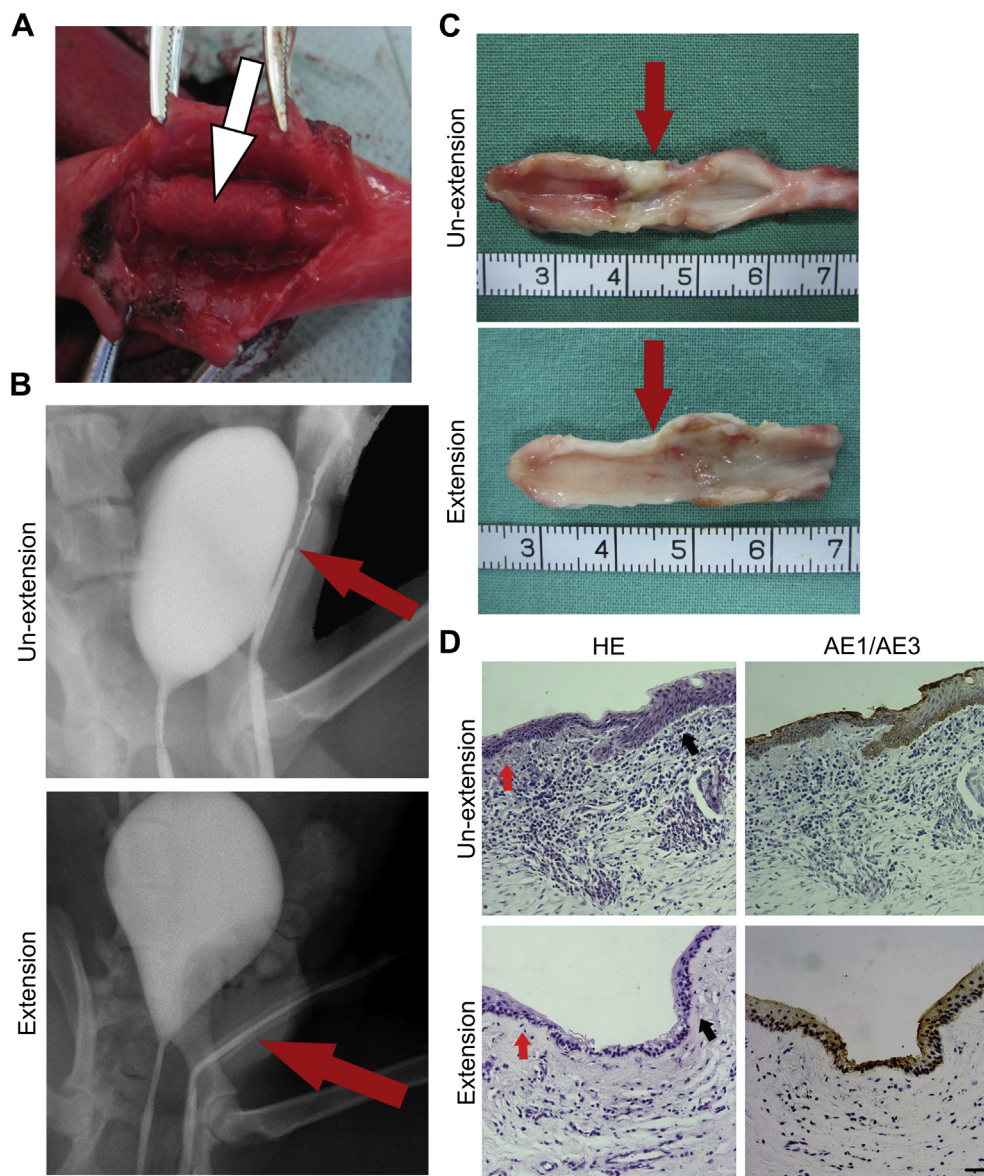 A
B
Un-extension
Extension
C
Un-extension
3 4 5 6 7
Extension
3 4 5 6 7
D
HE AE1/AE3
Un-extension
Extension